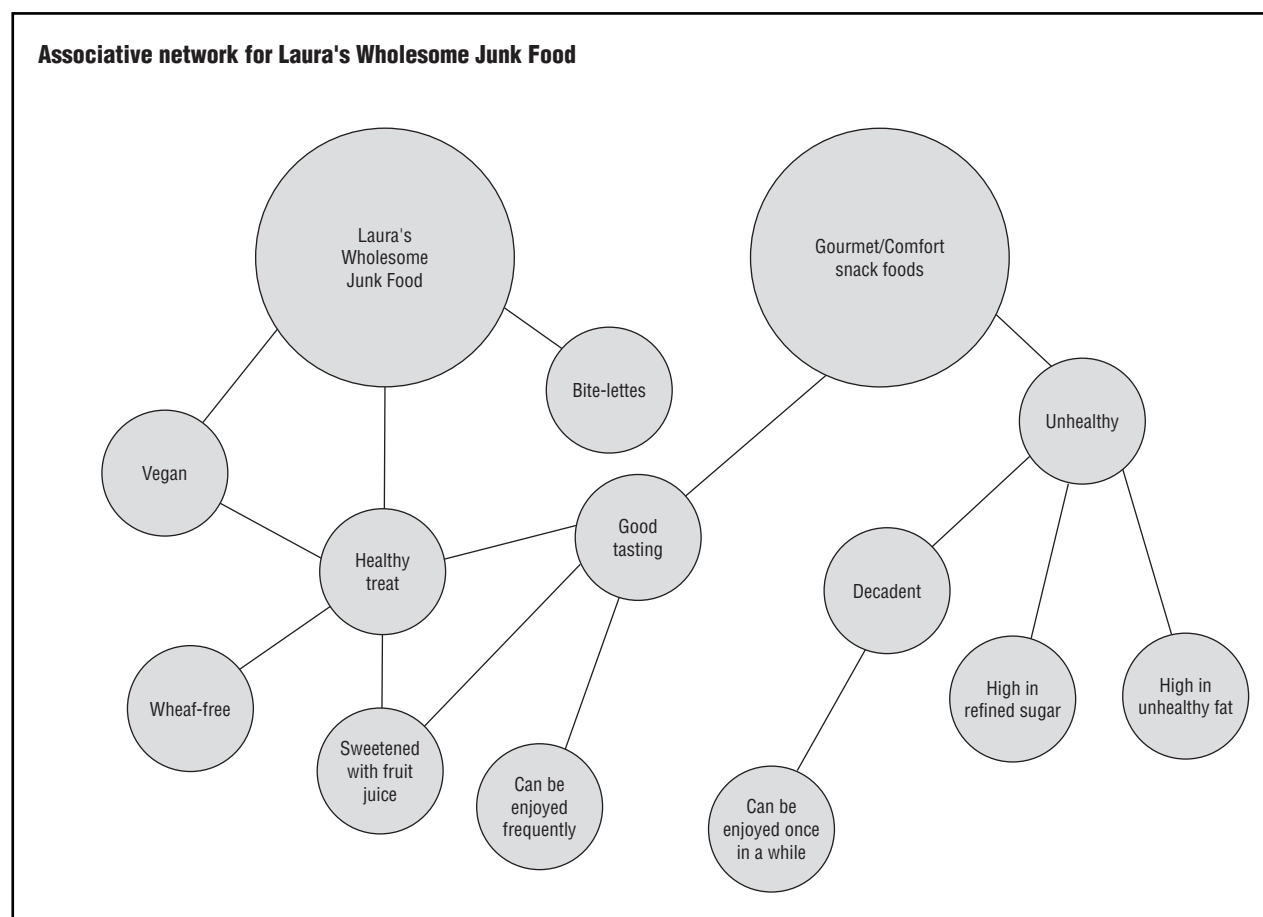 Associative network for Laura's Wholesome Junk Food
Laura's
Wholesome
Junk Food
Gourmet/Comfort
snack foods
Bite-lettes
Unhealthy
Vegan
Good
tasting
Healthy
treat
Decadent
Wheaf-free
High in
refined sugar
High in
unhealthy fat
Sweetened
with fruit
juice
Can be
enjoyed
frequently
Can be
enjoyed once
in a while